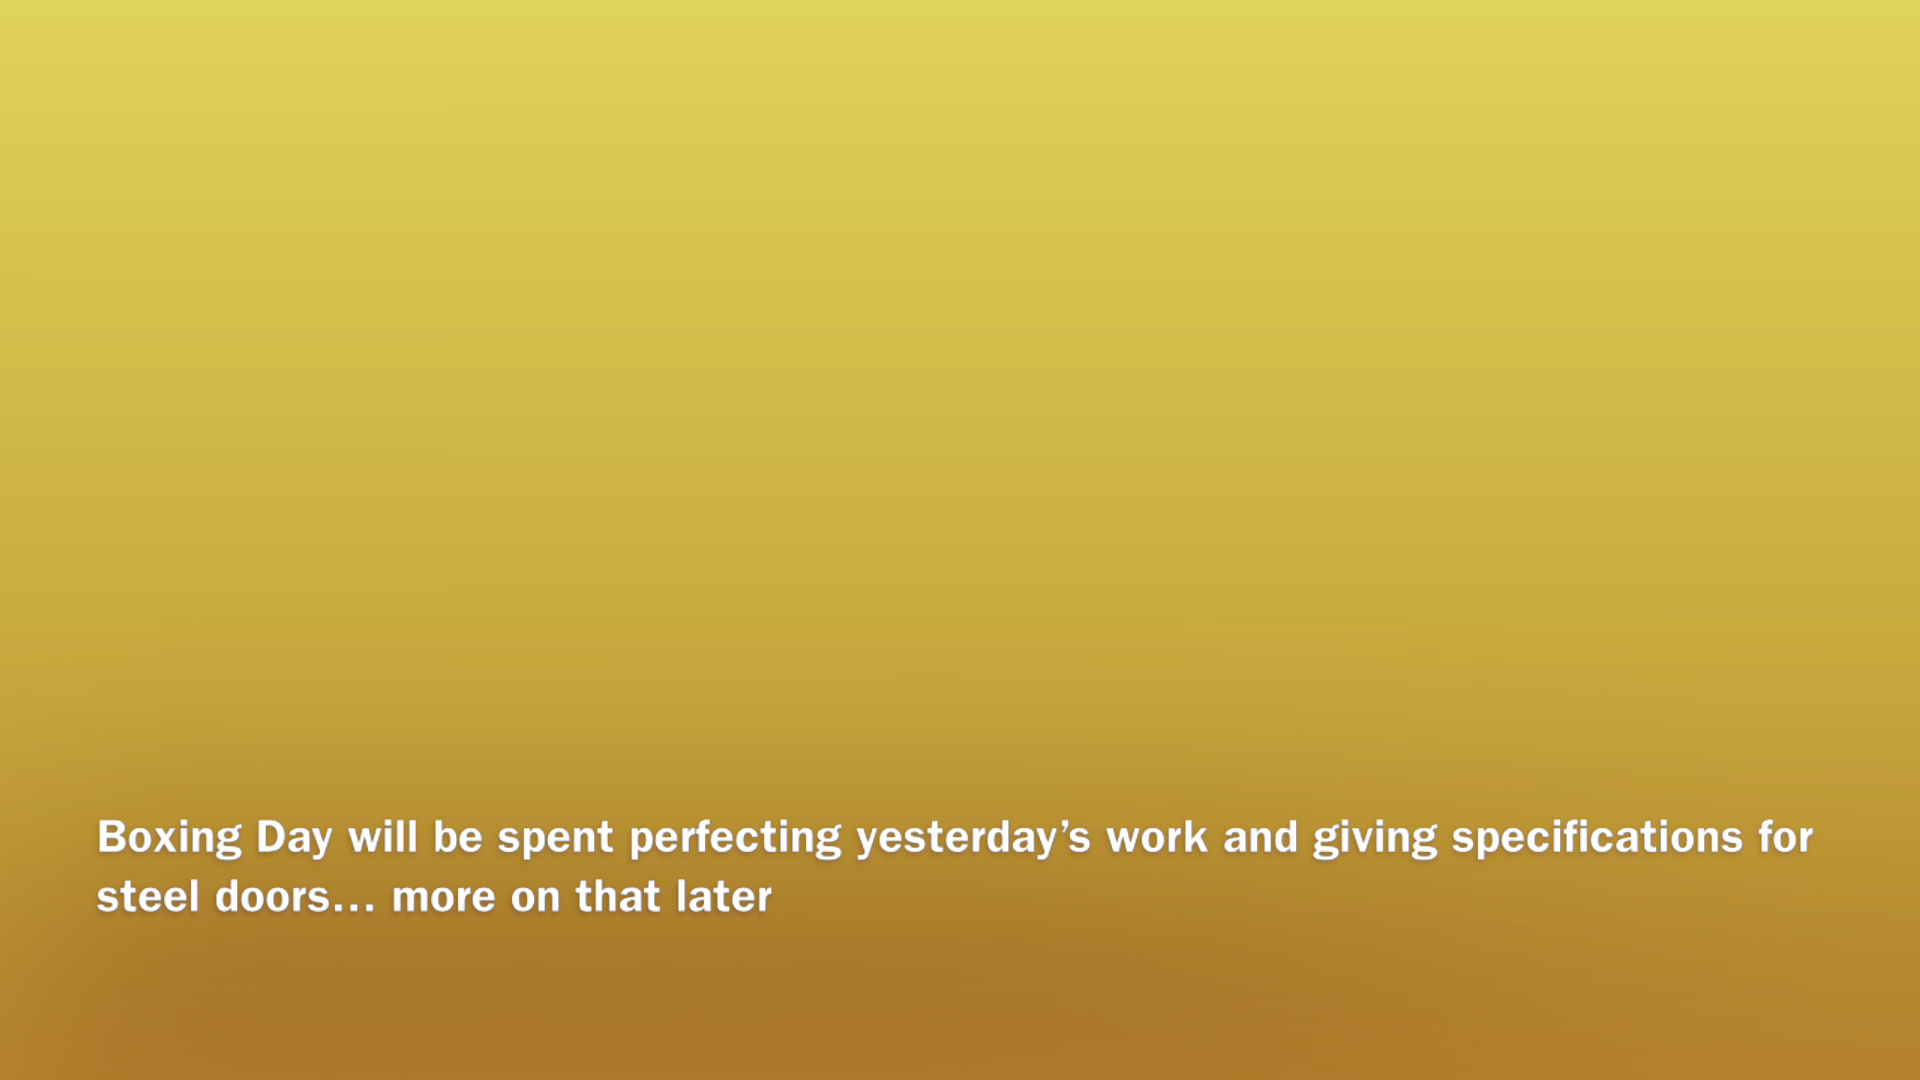 Boxing Day will be spent perfecting yesterday’s work and giving specifications for
steel doors… more on that later